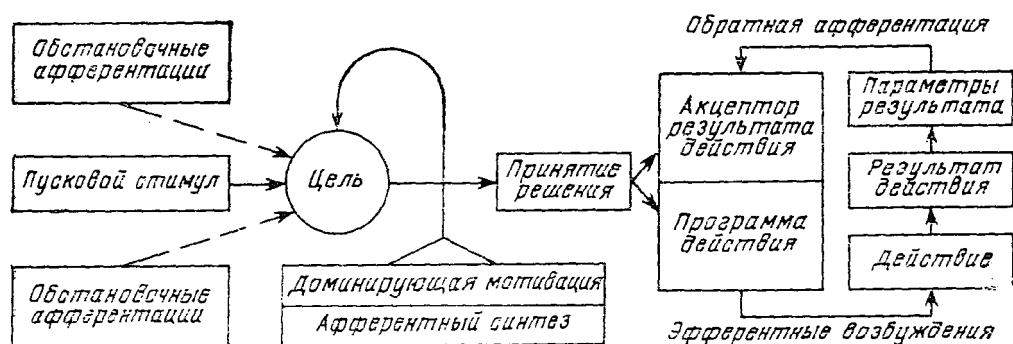 Обратная афферентация
Обстановочные
афферентации
Пусковой стимул
Обстановочные
афферентации
Цель
Доминирующая мотивация
Афферентный синтез
Принятие
решения
Акцептор
результата
действия
Программа
действия
Параметры
результата
Результат
действия
Действие
Эфферентные возбуждения